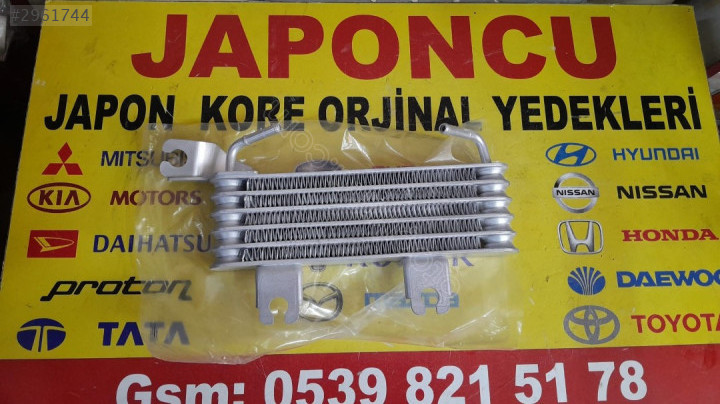 #2961744
JAPONCU
JAPON KORE ORJİNAL YEDEKLERİ
MITSU
HYUNDAI
KIA MOTORS
NISSAN
DAIHATSU
HONDA
proton
DAEWOO
TATA
TOYOTA
Gsm: 0539 821 51 78